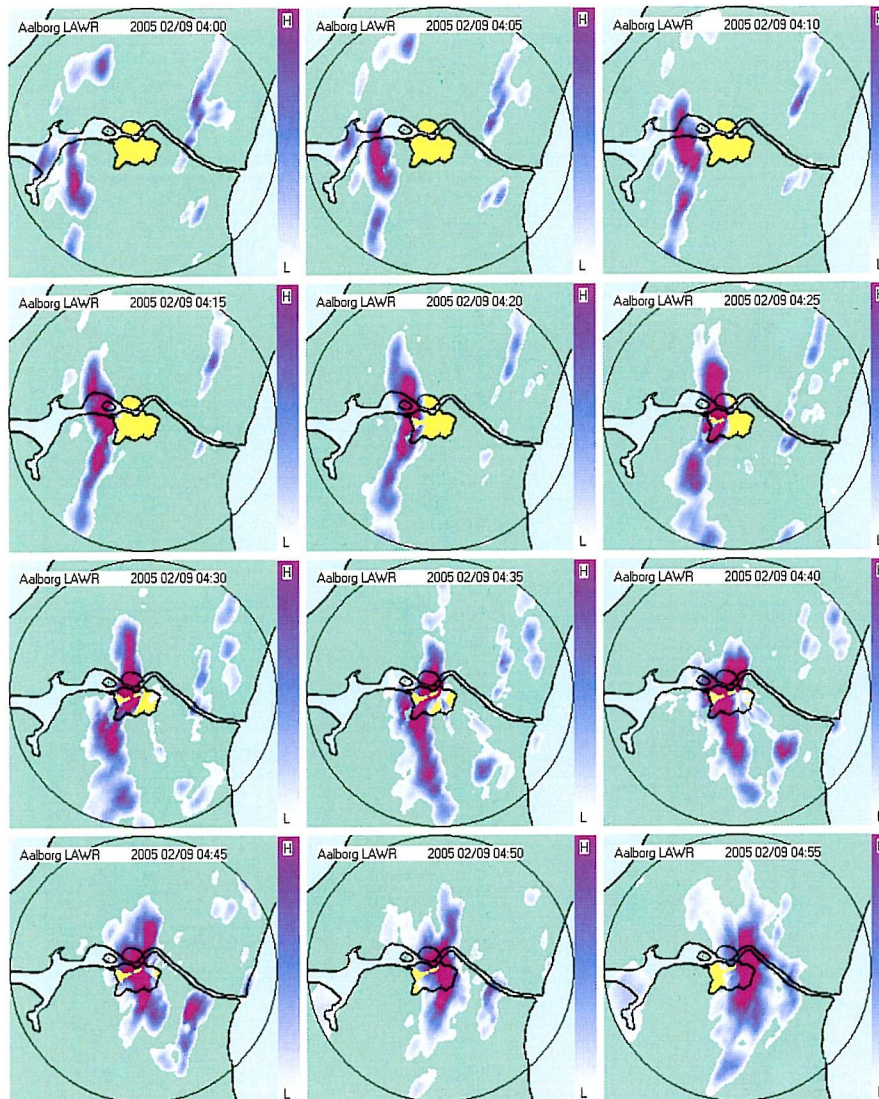 Aalborg LAWR 2005 02/09 04:00 H
L
Aalborg LAWR 2005 02/09 04:05 H
L
Aalborg LAWR 2005 02/09 04:10 H
L
Aalborg LAWR 2005 02/09 04:15 H
L
Aalborg LAWR 2005 02/09 04:20 H
L
Aalborg LAWR 2005 02/09 04:25 H
L
Aalborg LAWR 2005 02/09 04:30 H
L
Aalborg LAWR 2005 02/09 04:35 H
L
Aalborg LAWR 2005 02/09 04:40 H
L
Aalborg LAWR 2005 02/09 04:45 H
L
Aalborg LAWR 2005 02/09 04:50 H
L
Aalborg LAWR 2005 02/09 04:55 H
L